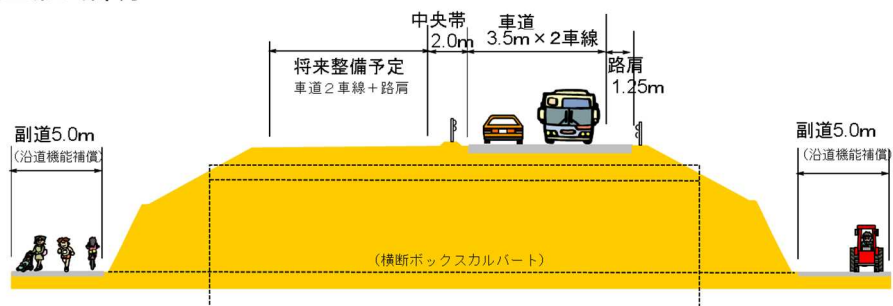 中央帯
2.0m
車道
3.5m×2車線
路肩
1.25m
将来整備予定
車道2車線+路肩
副道5.0m
(沿道機能補償)
副道5.0m
(沿道機能補償)
(横断ボックスカルバート)